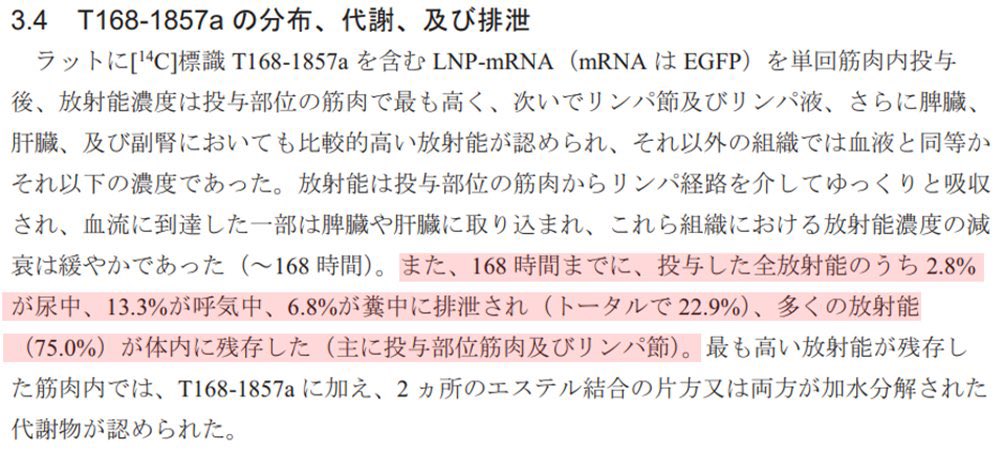 3.4 T168-1857a の分布、代謝、及び排泄
ラットに[14C]標識 T168-1857a を含む LNP-mRNA（mRNA は EGFP）を単回筋肉内投与
後、放射能濃度は投与部位の筋肉で最も高く、次いでリンパ節及びリンパ液、さらに脾臓、
肝臓、及び副腎においても比較的高い放射能が認められ、それ以外の組織では血液と同等か
それ以下の濃度であった。放射能は投与部位の筋肉からリンパ経路を介してゆっくりと吸収
され、血流に到達した一部は脾臓や肝臓に取り込まれ、これら組織における放射能濃度の減
衰は緩やかであった（～168 時間）。また、168 時間までに、投与した全放射能のうち 2.8%
が尿中、13.3%が呼気中、6.8%が糞中に排泄され（トータルで 22.9%）、多くの放射能
（75.0%）が体内に残存した（主に投与部位筋肉及びリンパ節）。最も高い放射能が残存し
た筋肉内では、T168-1857a に加え、2 ヵ所のエステル結合の片方又は両方が加水分解された
代謝物が認められた。